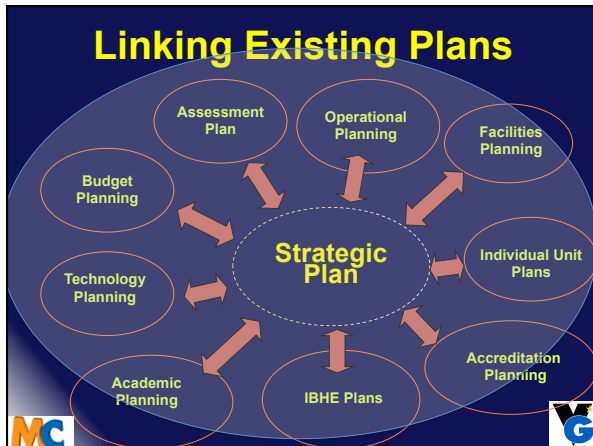 Linking Existing Plans
Assessment
Plan
Operational
Planning
Facilities
Planning
Budget
Planning
Strategic
Plan
Individual Unit
Plans
Technology
Planning
Accreditation
Planning
Academic
Planning
IBHE Plans
MC
VG